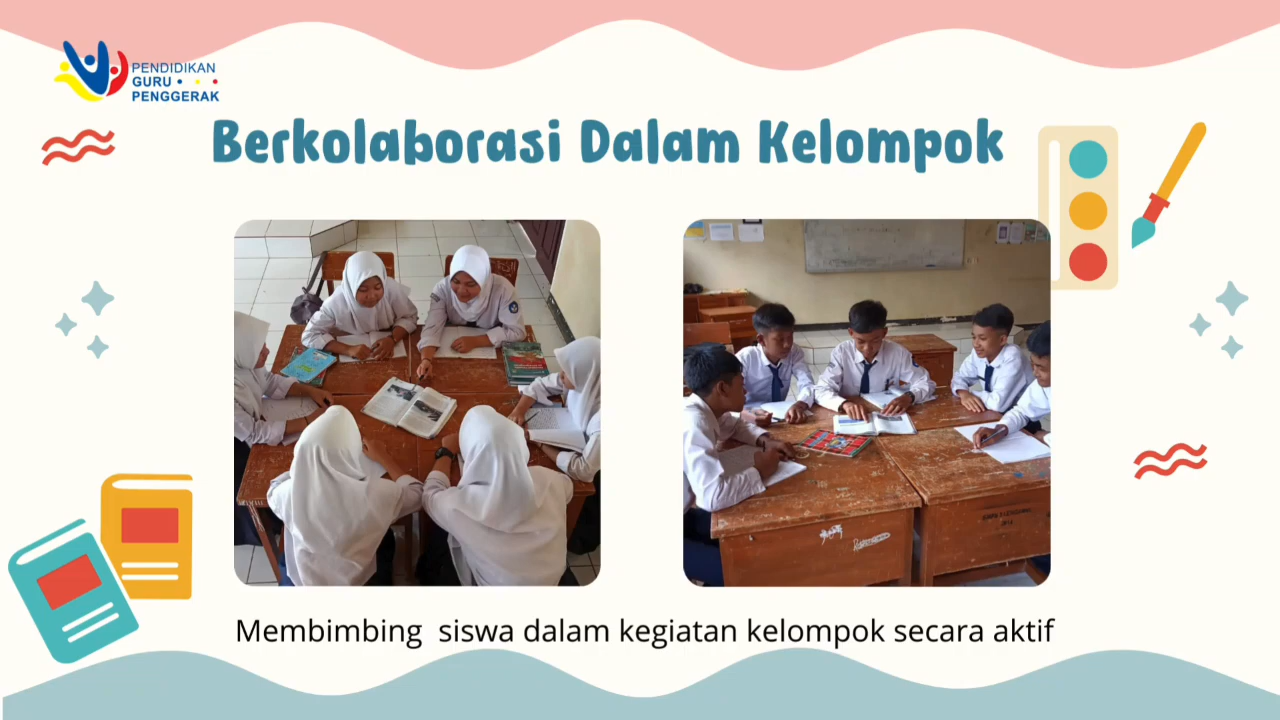 PENDIDIKAN
GURU
PENGGERAK
Berkolaborasi Dalam Kelompok
Membimbing  siswa dalam kegiatan kelompok secara aktif